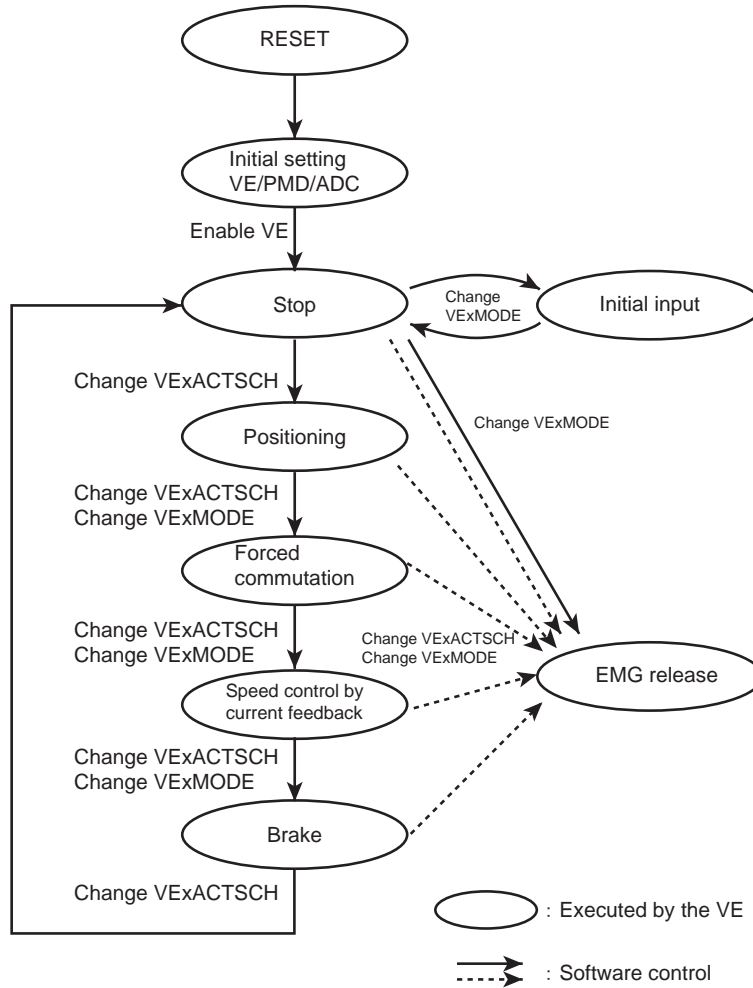 RESET
Initial setting
VE/PMD/ADC
Enable VE
Stop
Change
VExMODE
Initial input
Change VExACTSCH
Change VExMODE
Positioning
Change VExACTSCH
Change VExMODE
Forced
commutation
Change VExACTSCH
Change VExMODE
Change VExACTSCH
Change VExMODE
Speed control by
current feedback
EMG release
Change VExACTSCH
Change VExMODE
Brake
Change VExACTSCH
: Executed by the VE
: Software control